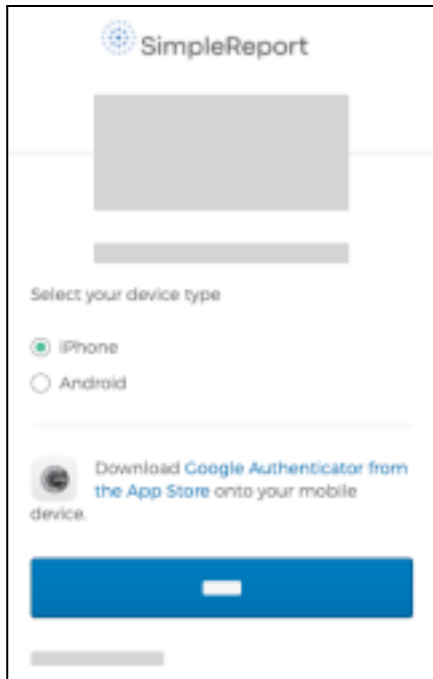 SimpleReport
Select your device type
iPhone
Android
Download Google Authenticator from
the App Store onto your mobile
device.